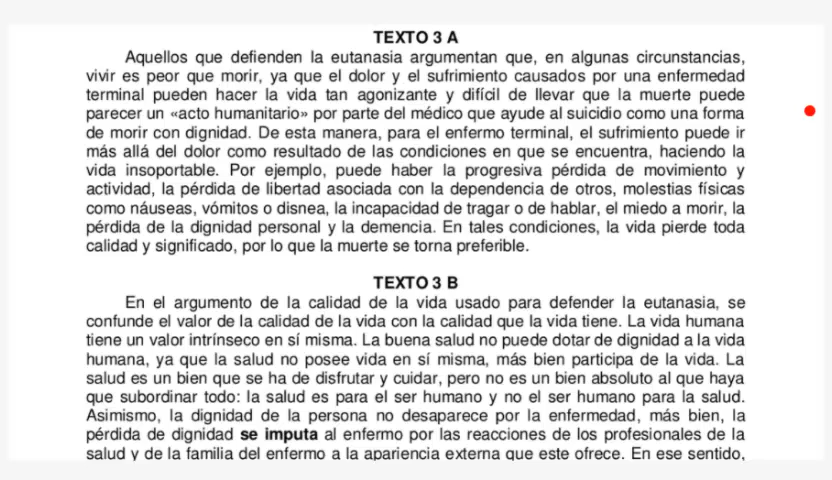 TEXTO 3 A
Aquellos que defienden la eutanasia argumentan que, en algunas circunstancias,
vivir es peor que morir, ya que el dolor y el sufrimiento causados por una enfermedad
terminal pueden hacer la vida tan agonizante y difícil de llevar que la muerte puede
parecer un «acto humanitario» por parte del médico que ayude al suicidio como una forma
de morir con dignidad. De esta manera, para el enfermo terminal, el sufrimiento puede ir
más allá del dolor como resultado de las condiciones en que se encuentra, haciendo la
vida insoportable. Por ejemplo, puede haber la progresiva pérdida de movimiento y
actividad, la pérdida de libertad asociada con la dependencia de otros, molestias físicas
como náuseas, vómitos o disnea, la incapacidad de tragar o de hablar, el miedo a morir, la
pérdida de la dignidad personal y la demencia. En tales condiciones, la vida pierde toda
calidad y significado, por lo que la muerte se torna preferible.
TEXTO 3 B
En el argumento de la calidad de la vida usado para defender la eutanasia, se
confunde el valor de la calidad de la vida con la calidad que la vida tiene. La vida humana
tiene un valor intrínseco en sí misma. La buena salud no puede dotar de dignidad a la vida
humana, ya que la salud no posee vida en sí misma, más bien participa de la vida. La
salud es un bien que se ha de disfrutar y cuidar, pero no es un bien absoluto al que haya
que subordinar todo: la salud es para el ser humano y no el ser humano para la salud.
Asimismo, la dignidad de la persona no desaparece por la enfermedad, más bien, la
pérdida de dignidad se imputa al enfermo por las reacciones de los profesionales de la
salud y de la familia del enfermo a la apariencia externa que este ofrece. En ese sentido,